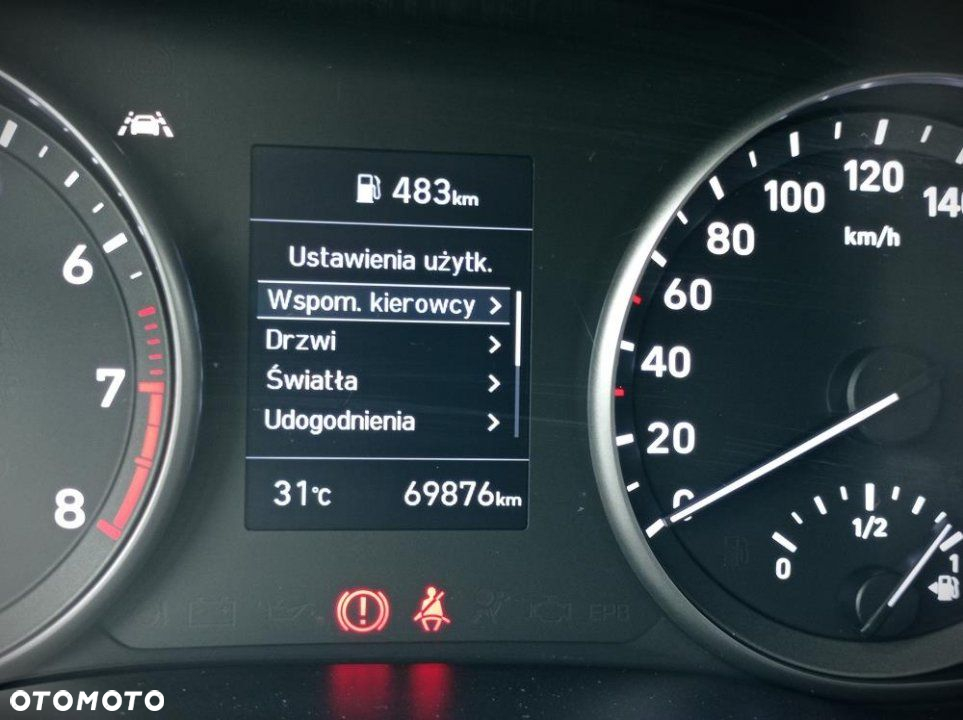 483km
Ustawienia użytk.
Wspom. kierowcy >
Drzwi >
Światła >
Udogodnienia >
31°C 69876km
6
7
8
0
20
40
60
80
100
120
140
km/h
0
1/2
1
EPB
OTOMOTO